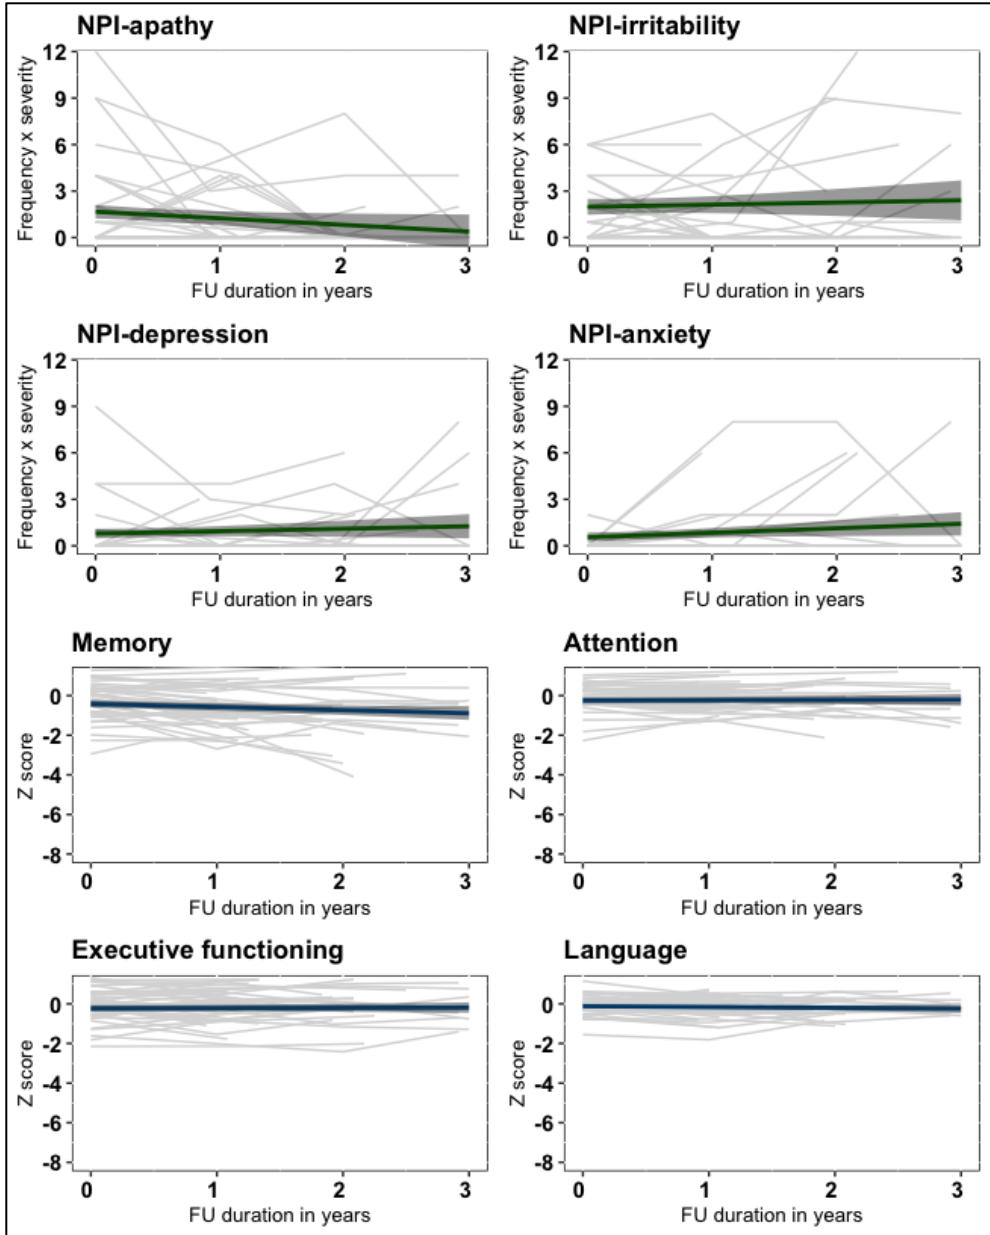 NPI-apathy
Frequency x severity
12
9
6
3
0
0 1 2 3
FU duration in years
NPI-irritability
Frequency x severity
12
9
6
3
0
0 1 2 3
FU duration in years
NPI-depression
Frequency x severity
12
9
6
3
0
0 1 2 3
FU duration in years
NPI-anxiety
Frequency x severity
12
9
6
3
0
0 1 2 3
FU duration in years
Memory
Z score
0
-2
-4
-6
-8
0 1 2 3
FU duration in years
Attention
Z score
0
-2
-4
-6
-8
0 1 2 3
FU duration in years
Executive functioning
Z score
0
-2
-4
-6
-8
0 1 2 3
FU duration in years
Language
Z score
0
-2
-4
-6
-8
0 1 2 3
FU duration in years